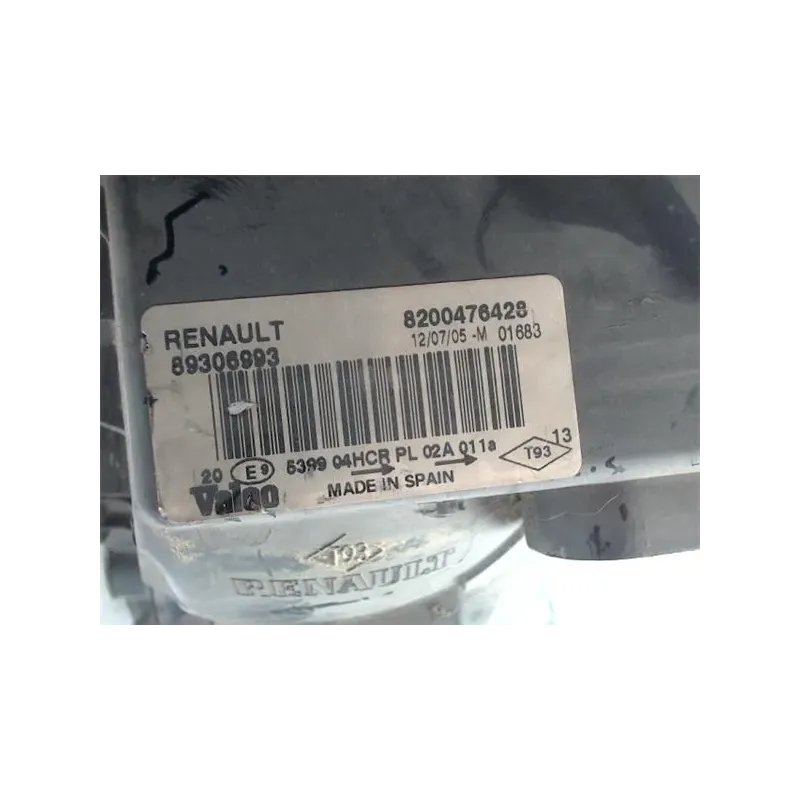 RENAULT 8200476428
89306993 12/07/05 -M 01683
20 E9 5399 04HCR PL 02A 011a T93 13
Valeo MADE IN SPAIN
T93
RENAULT